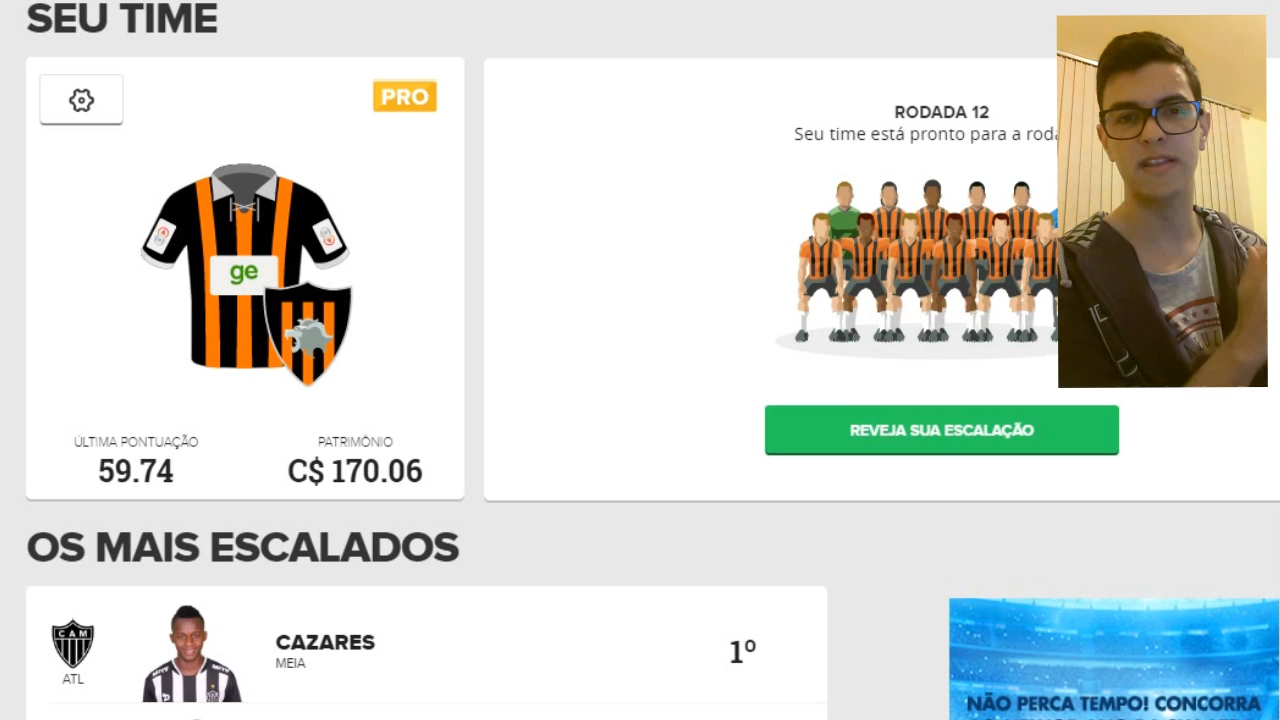 SEU TIME
PRO
ge
ÚLTIMA PONTUAÇÃO
59.74
PATRIMÔNIO
C$ 170.06
RODADA 12
Seu time está pronto para a roda
REVEJA SUA ESCALAÇÃO
OS MAIS ESCALADOS
CAM
ATL
CAZARES
MEIA
1º
NÃO PERCA TEMPO! CONCORRA